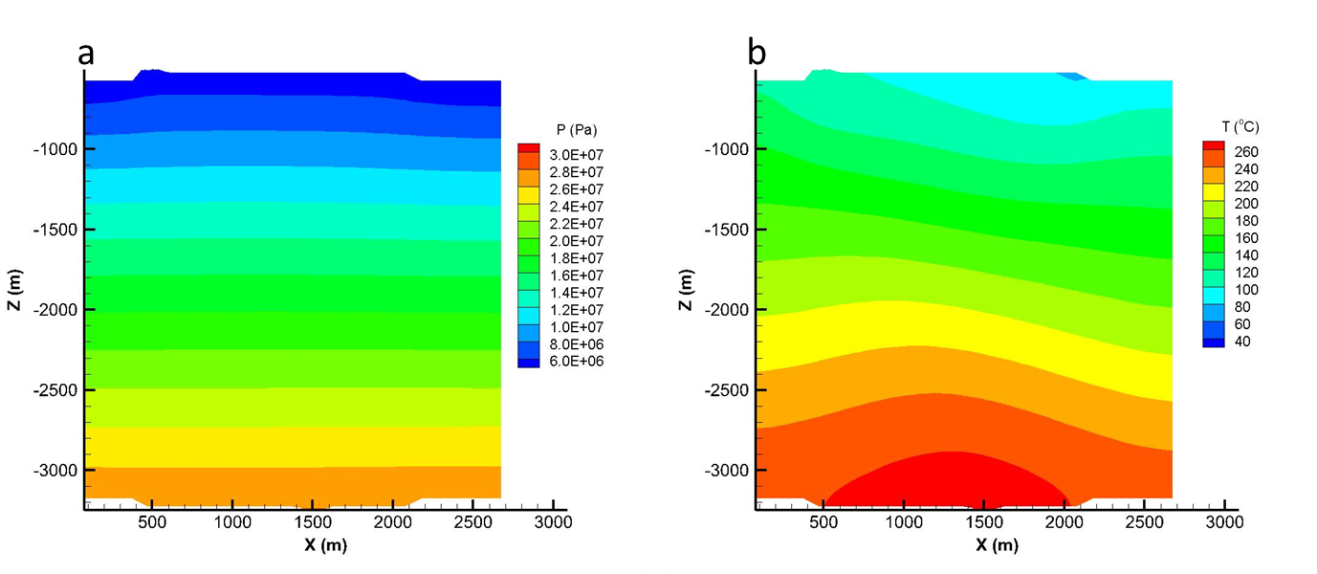 a
P (Pa)
3.0E+07
2.8E+07
2.6E+07
2.4E+07
2.2E+07
2.0E+07
1.8E+07
1.6E+07
1.4E+07
1.2E+07
1.0E+07
8.0E+06
6.0E+06
-1000
-1500
-2000
-2500
-3000
Z (m)
500 1000 1500 2000 2500 3000
X (m)
b
T (°C)
260
240
220
200
180
160
140
120
100
80
60
40
-1000
-1500
-2000
-2500
-3000
Z (m)
500 1000 1500 2000 2500 3000
X (m)